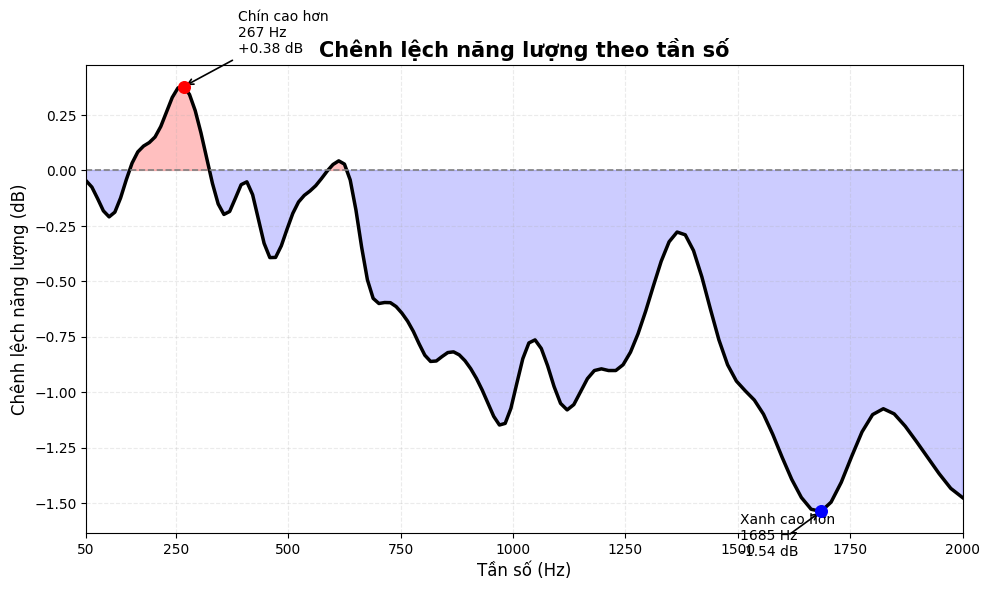 Chín cao hơn
267 Hz
+0.38 dB
Chênh lệch năng lượng theo tần số
Chênh lệch năng lượng (dB)
0.25
0.00
−0.25
−0.50
−0.75
−1.00
−1.25
−1.50
Xanh cao hơn
1685 Hz
-1.54 dB
50
250
500
750
1000
1250
1500
1750
2000
Tần số (Hz)